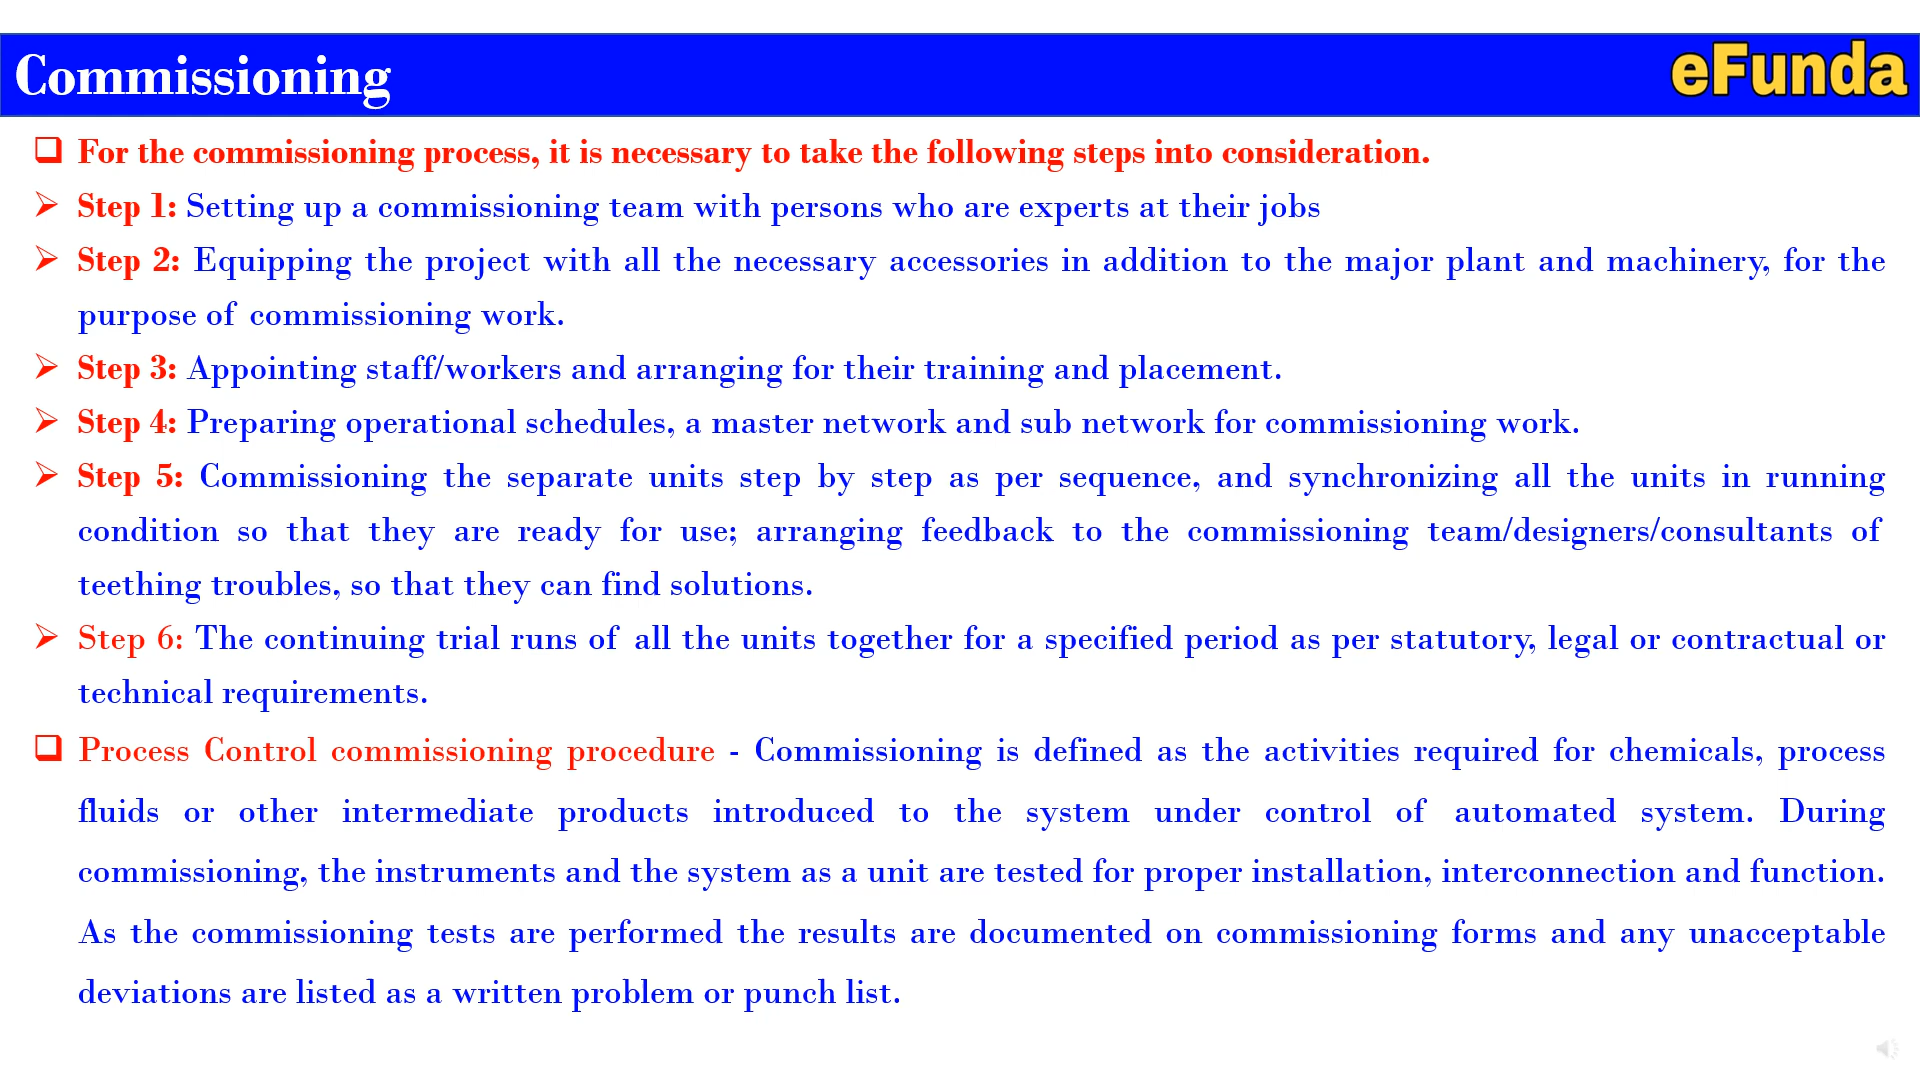 Commissioning
eFunda
For the commissioning process, it is necessary to take the following steps into consideration.
Step 1: Setting up a commissioning team with persons who are experts at their jobs
Step 2: Equipping the project with all the necessary accessories in addition to the major plant and machinery, for the
purpose of commissioning work.
Step 3: Appointing staff/workers and arranging for their training and placement.
Step 4: Preparing operational schedules, a master network and sub network for commissioning work.
Step 5: Commissioning the separate units step by step as per sequence, and synchronizing all the units in running
condition so that they are ready for use; arranging feedback to the commissioning team/designers/consultants of
teething troubles, so that they can find solutions.
Step 6: The continuing trial runs of all the units together for a specified period as per statutory, legal or contractual or
technical requirements.
Process Control commissioning procedure - Commissioning is defined as the activities required for chemicals, process
fluids or other intermediate products introduced to the system under control of automated system. During
commissioning, the instruments and the system as a unit are tested for proper installation, interconnection and function.
As the commissioning tests are performed the results are documented on commissioning forms and any unacceptable
deviations are listed as a written problem or punch list.